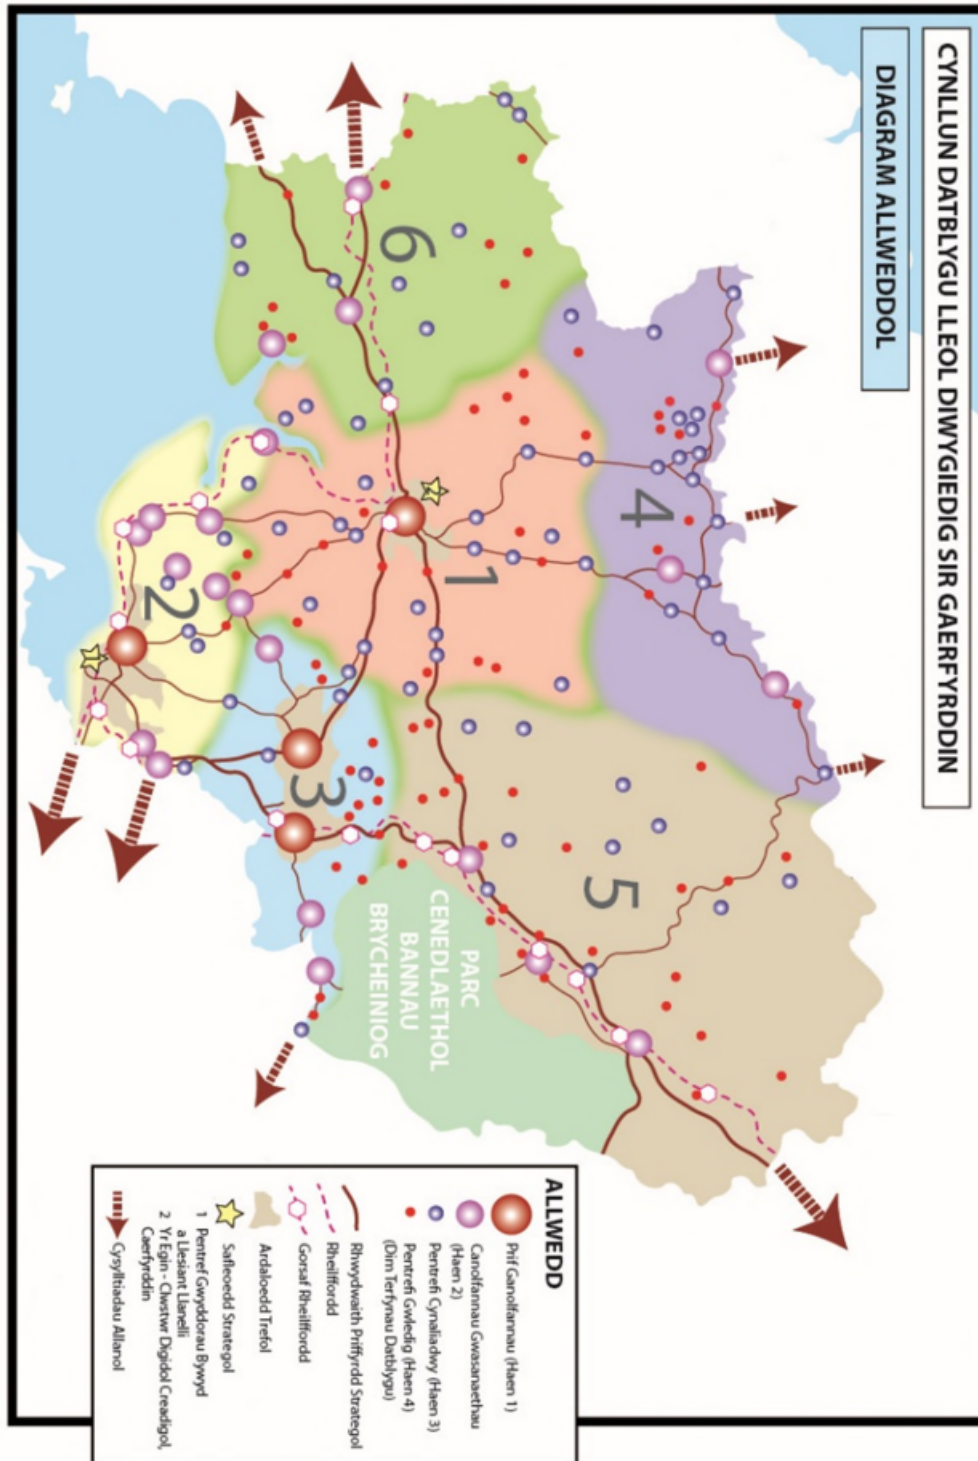 CYNLLUN DATBLYGU LLEOL DIWYGIEDIG SIR GAERFYRDDIN
DIAGRAM ALLWEDDOL
6
4
1
2
3
5
PARC
CENEDLAETHOL
BANNAU
BRYCHEINIOG
ALLWEDD
Prif Ganolfannau (Haen 1)
Canolfannau Gwasanaethau
(Haen 2)
Pentrefi Cynaliadwy (Haen 3)
Pentrefi Gwledig (Haen 4)
(Dim Terfynau Datblygu)
Rhwydwaith Priffyrdd Strategol
Rheilffordd
Gorsaf Rheilffordd
Ardaloedd Trefol
Safleoedd Strategol
1 Pentref Gwyddorau Bywyd
a Llesiant Llanelli
2 Yr Egin - Clwstwr Digidol Creadigol,
Caerfyrddin
Cysylltiadau Allanol